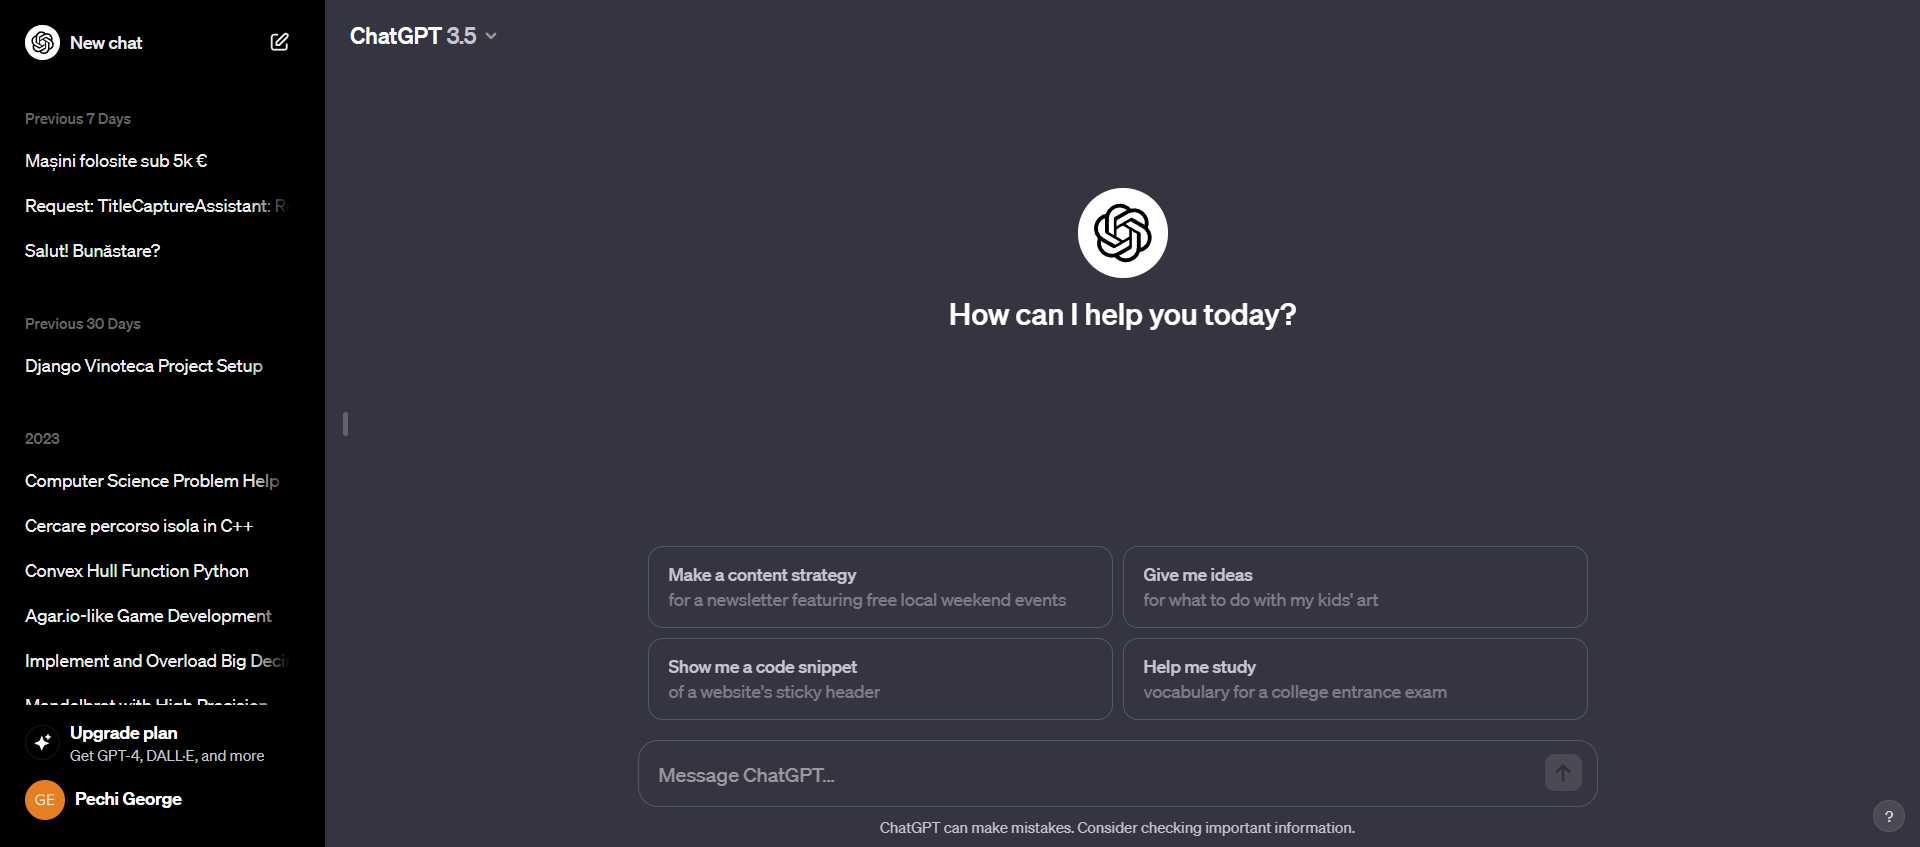 New chat
Previous 7 Days
Mașini folosite sub 5k €
Request: TitleCaptureAssistant: R
Salut! Bunăstare?
Previous 30 Days
Django Vinoteca Project Setup
2023
Computer Science Problem Help
Cercare percorso isola in C++
Convex Hull Function Python
Agar.io-like Game Development
Implement and Overload Big Deci
Mandelbrot with High Precision
Upgrade plan
Get GPT-4, DALL·E, and more
GE
Pechi George
ChatGPT 3.5
How can I help you today?
Make a content strategy
for a newsletter featuring free local weekend events
Give me ideas
for what to do with my kids' art
Show me a code snippet
of a website's sticky header
Help me study
vocabulary for a college entrance exam
Message ChatGPT...
ChatGPT can make mistakes. Consider checking important information.
?